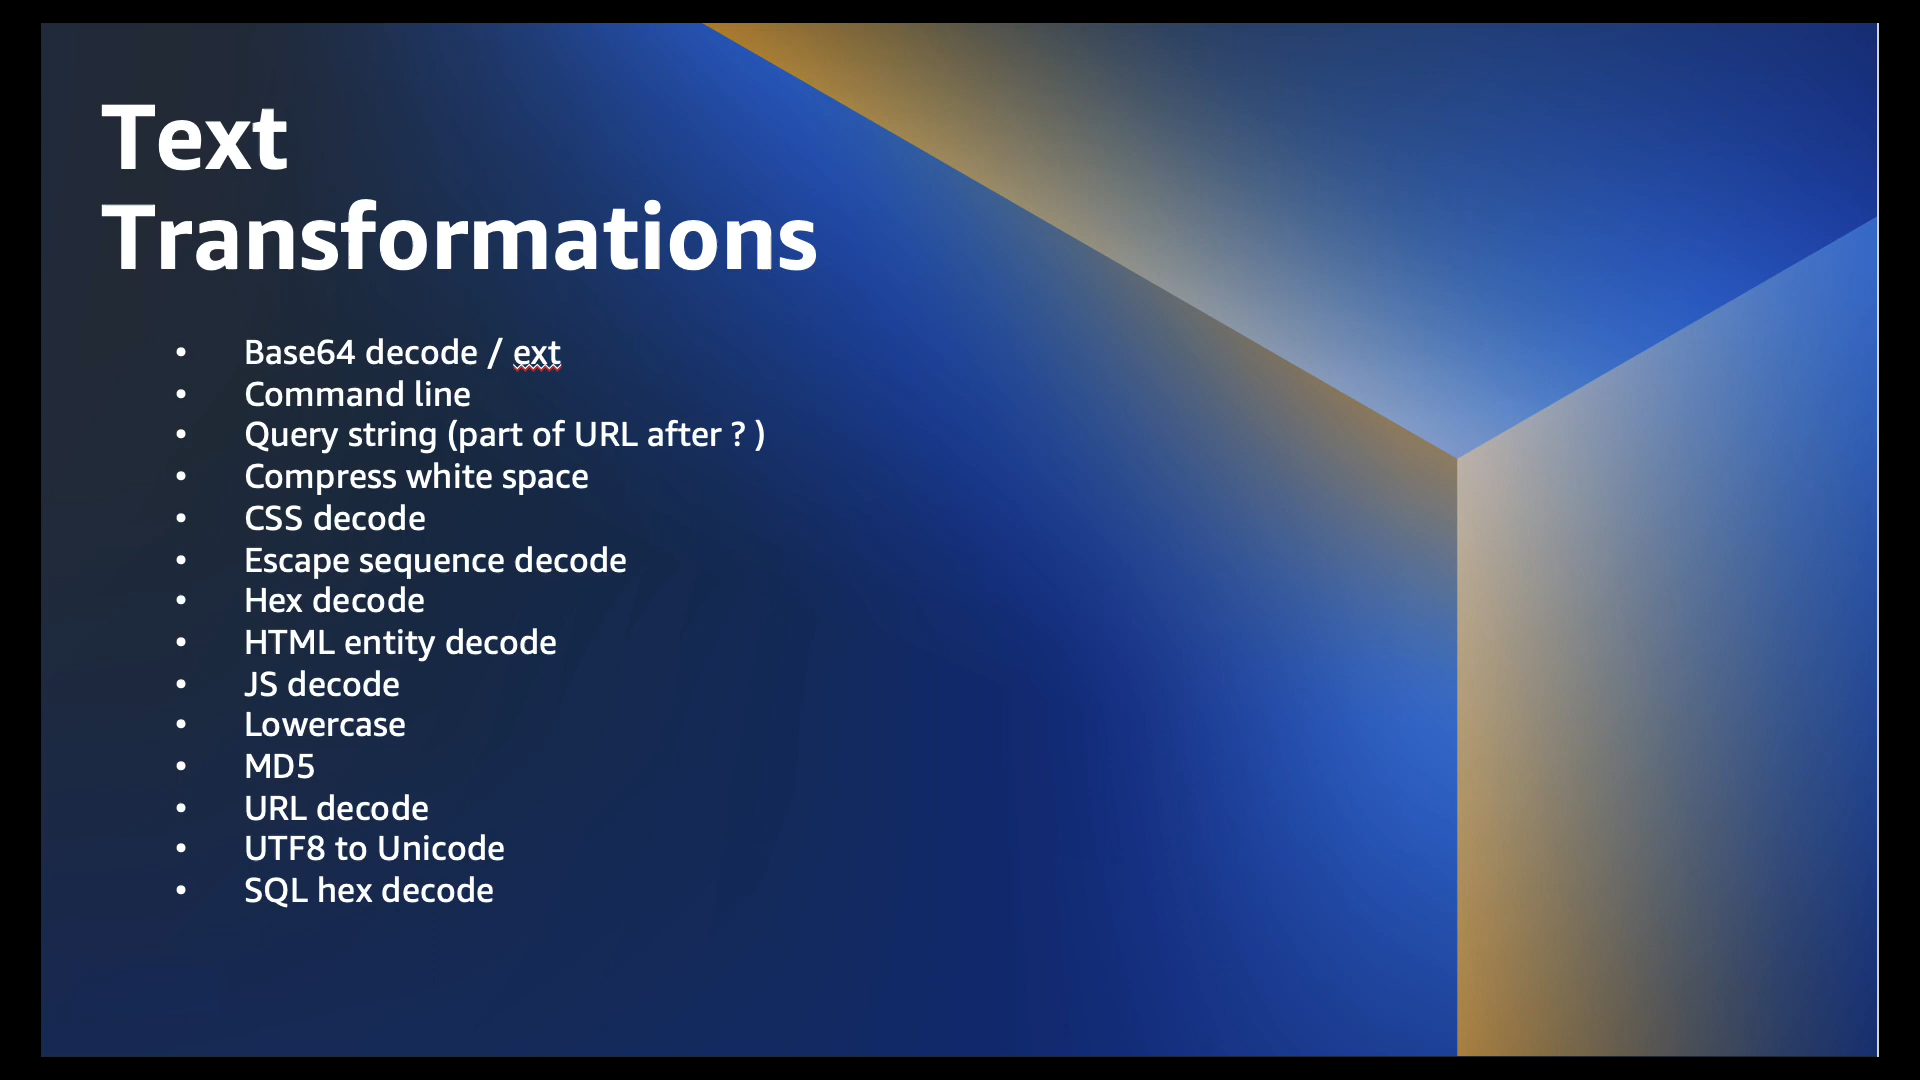 Text
Transformations
• Base64 decode / ext
• Command line
• Query string (part of URL after ? )
• Compress white space
• CSS decode
• Escape sequence decode
• Hex decode
• HTML entity decode
• JS decode
• Lowercase
• MD5
• URL decode
• UTF8 to Unicode
• SQL hex decode